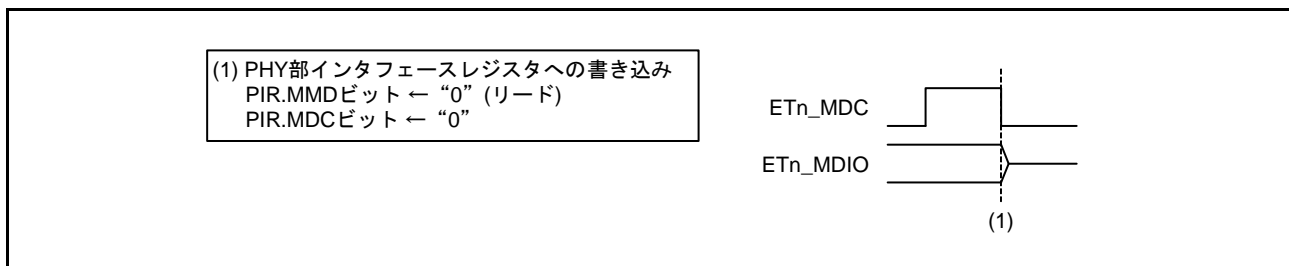 (1) PHY部インタフェースレジスタへの書き込み
PIR.MMDビット ← “0” (リード)
PIR.MDCビット ← “0”
ETn_MDC
ETn_MDIO
(1)